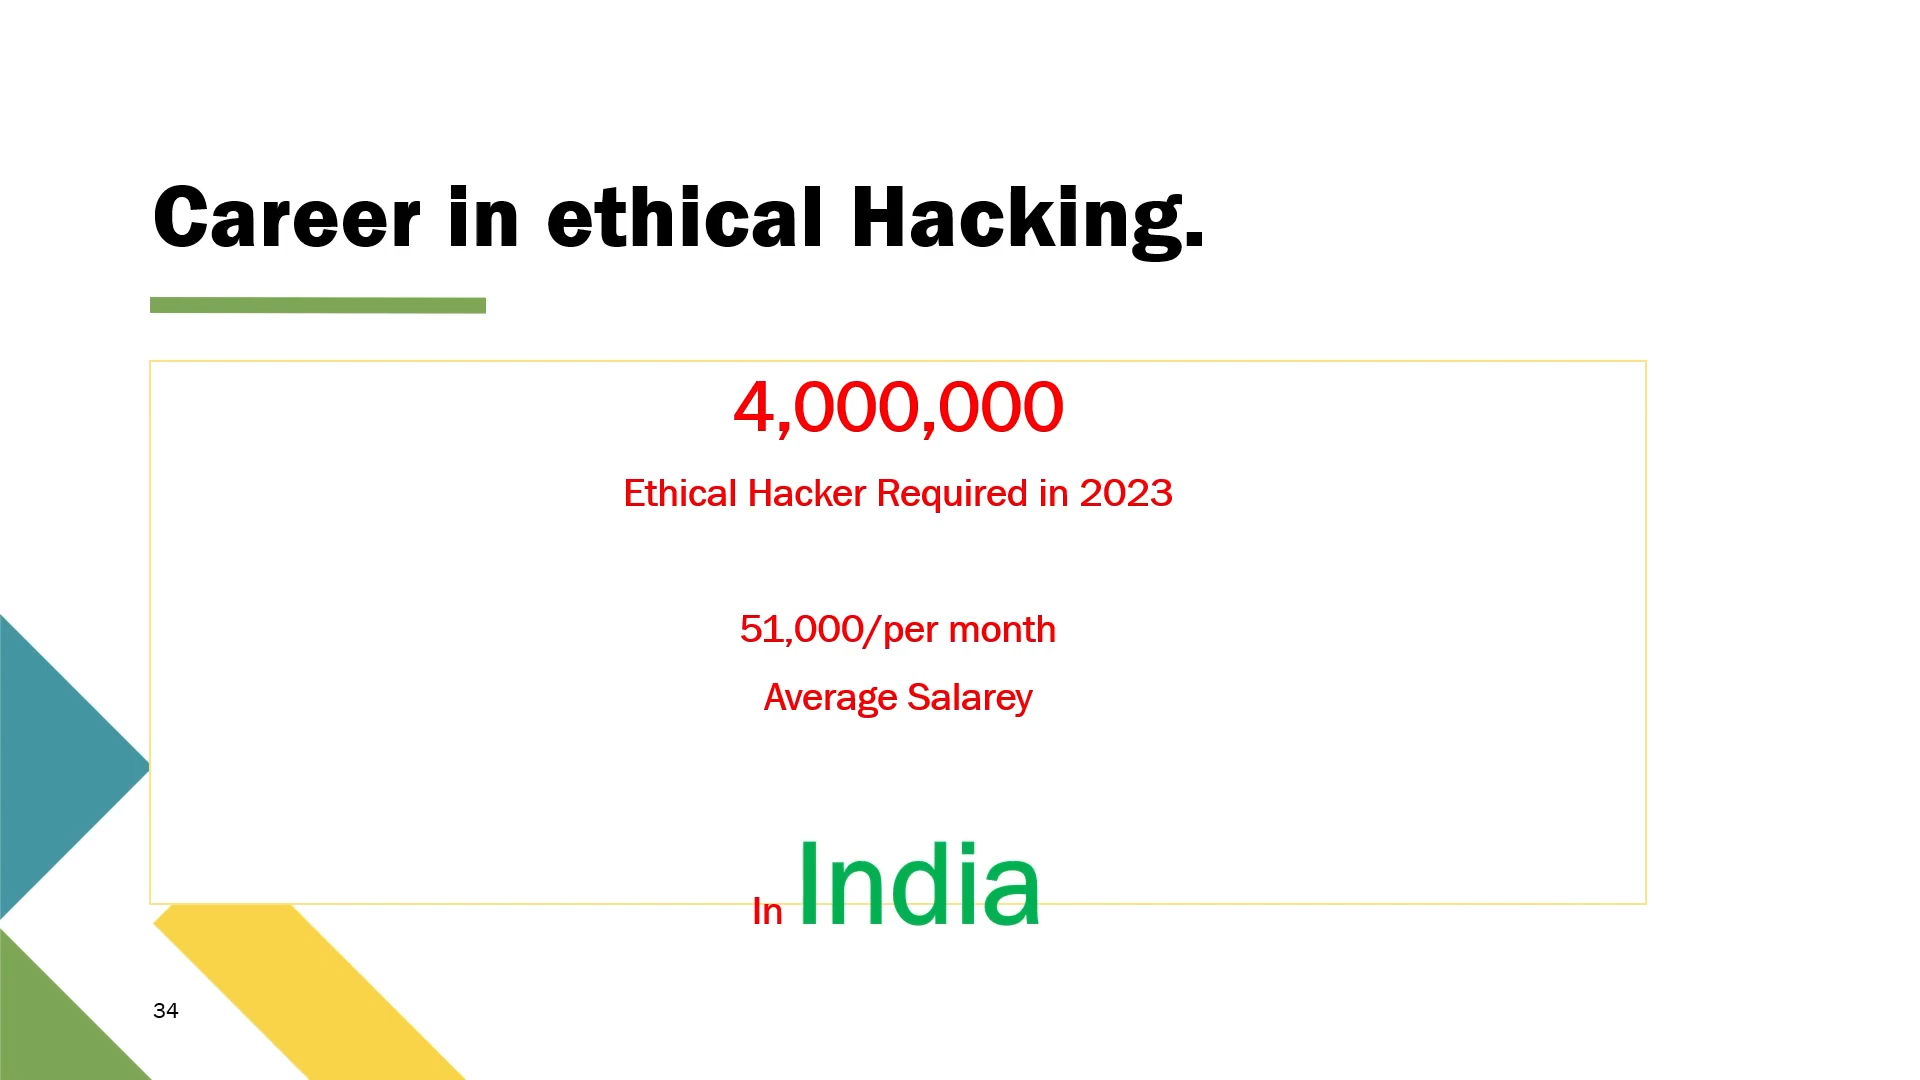 Career in ethical Hacking.
4,000,000
Ethical Hacker Required in 2023
51,000/per month
Average Salarey
In India
34